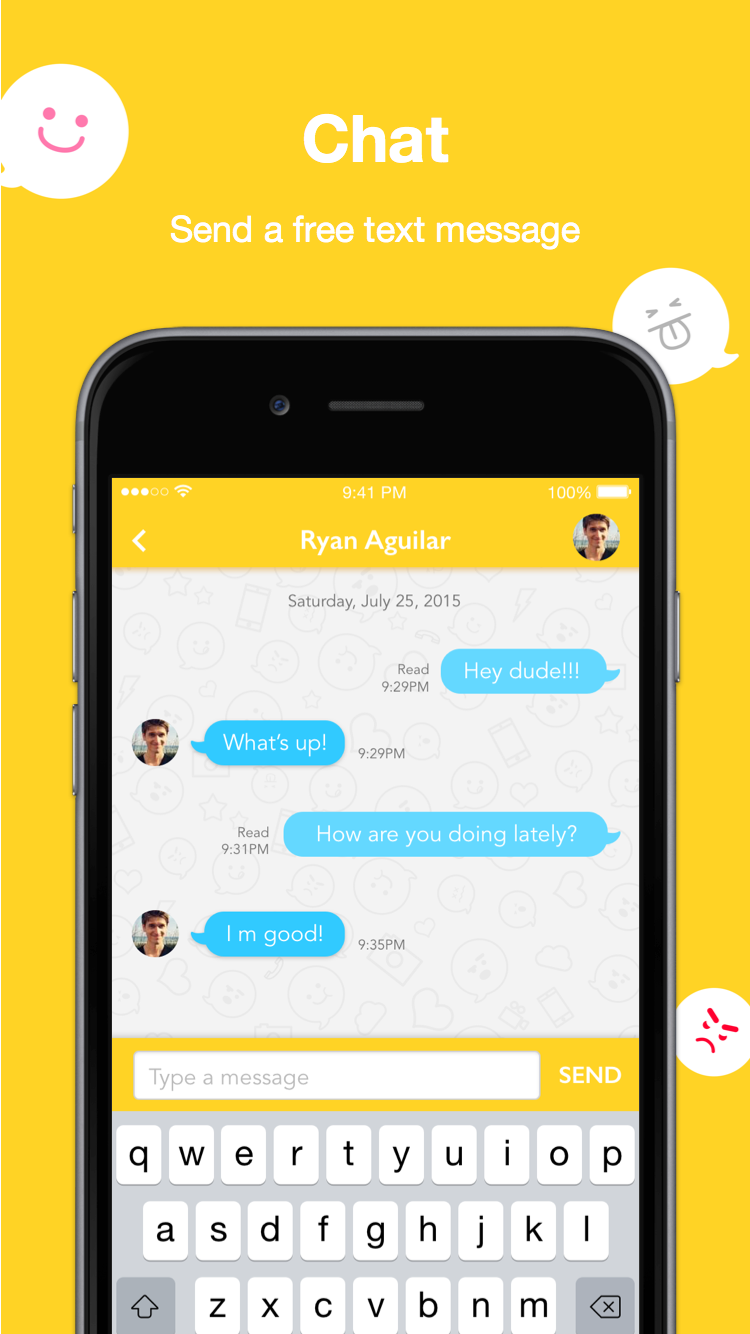 Chat
Send a free text message
9:41 PM
100%
Ryan Aguilar
Saturday, July 25, 2015
Read
9:29PM
Hey dude!!!
What's up!
9:29PM
Read
9:31PM
How are you doing lately?
I m good!
9:35PM
Type a message
SEND
q w e r t y u i o p
a s d f g h j k l
z x c v b n m